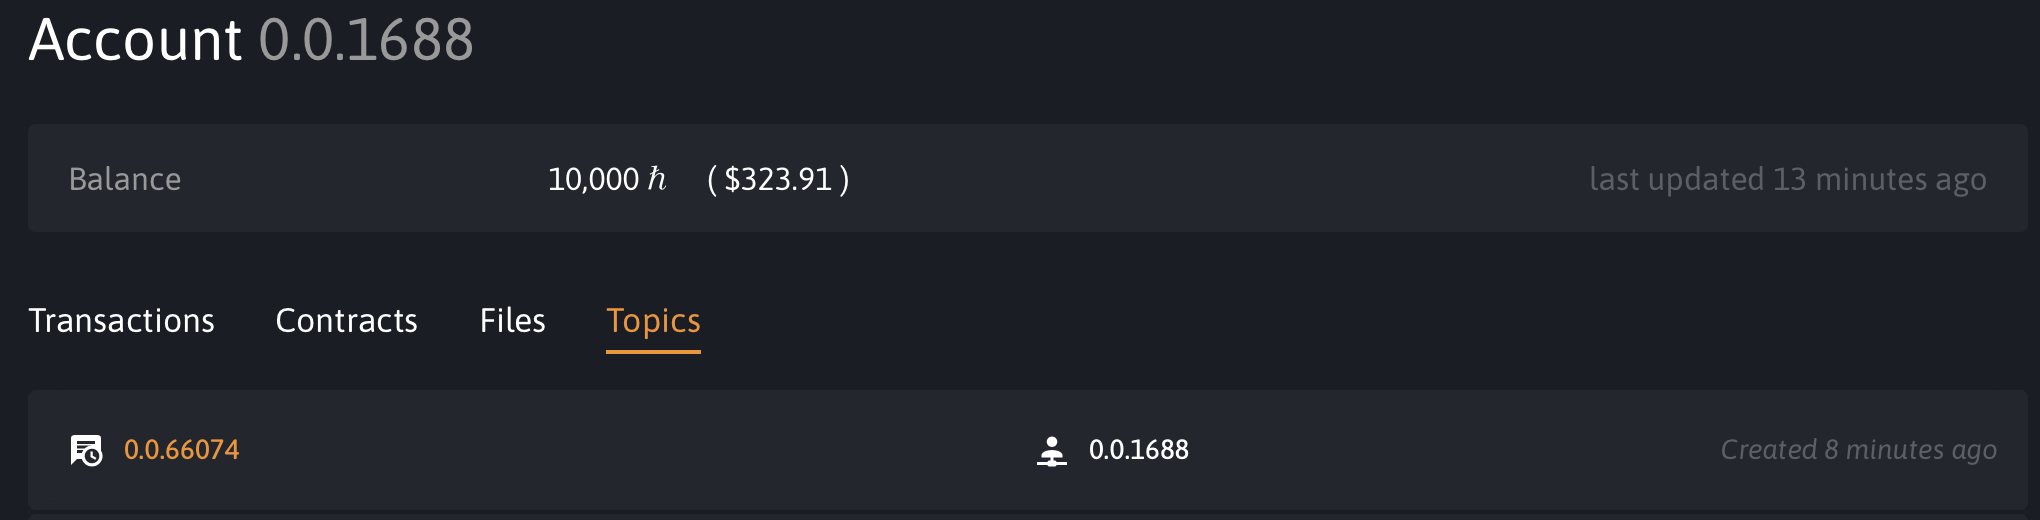 Account 0.0.1688
Balance 10,000 ℏ ( $323.91 ) last updated 13 minutes ago
Transactions Contracts Files Topics
0.0.66074 0.0.1688 Created 8 minutes ago